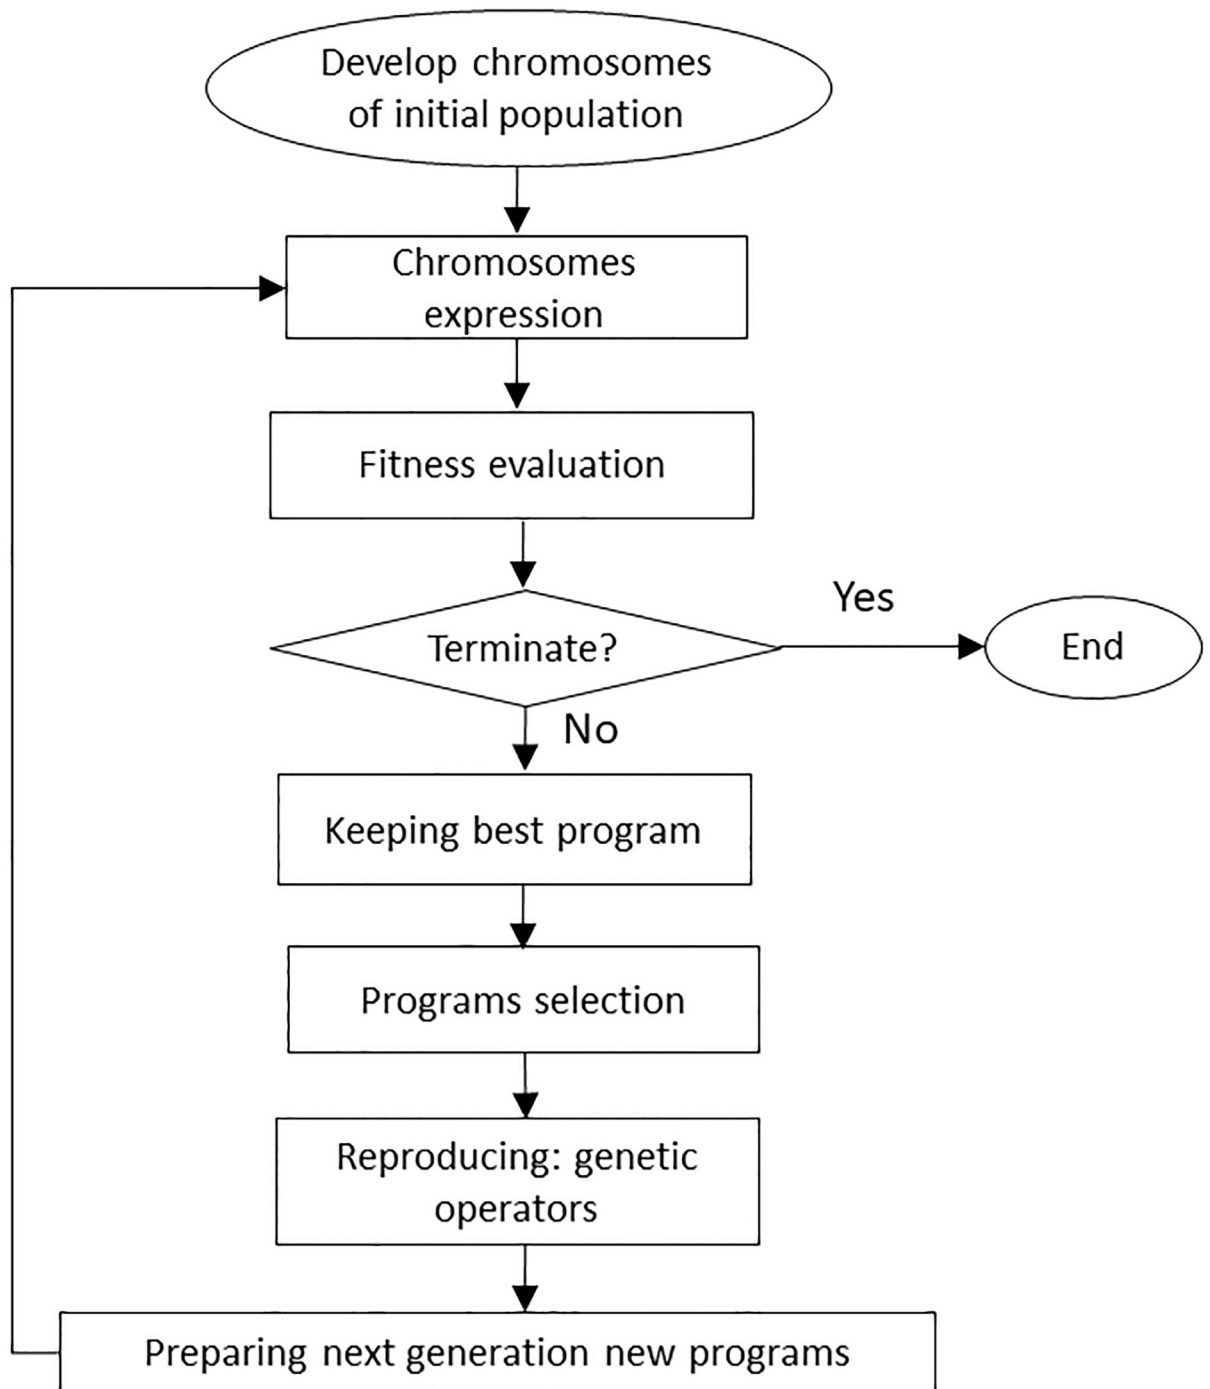 Develop chromosomes
of initial population
Chromosomes
expression
Fitness evaluation
Yes
Terminate?
End
No
Keeping best program
Programs selection
Reproducing: genetic
operators
Preparing next generation new programs